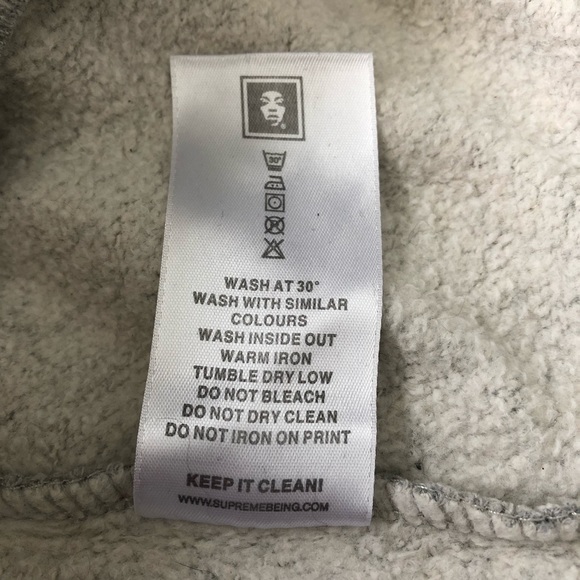 30°
WASH AT 30°
WASH WITH SIMILAR
COLOURS
WASH INSIDE OUT
WARM IRON
TUMBLE DRY LOW
DO NOT BLEACH
DO NOT DRY CLEAN
DO NOT IRON ON PRINT
KEEP IT CLEAN!
WWW.SUPREMEBEING.COM